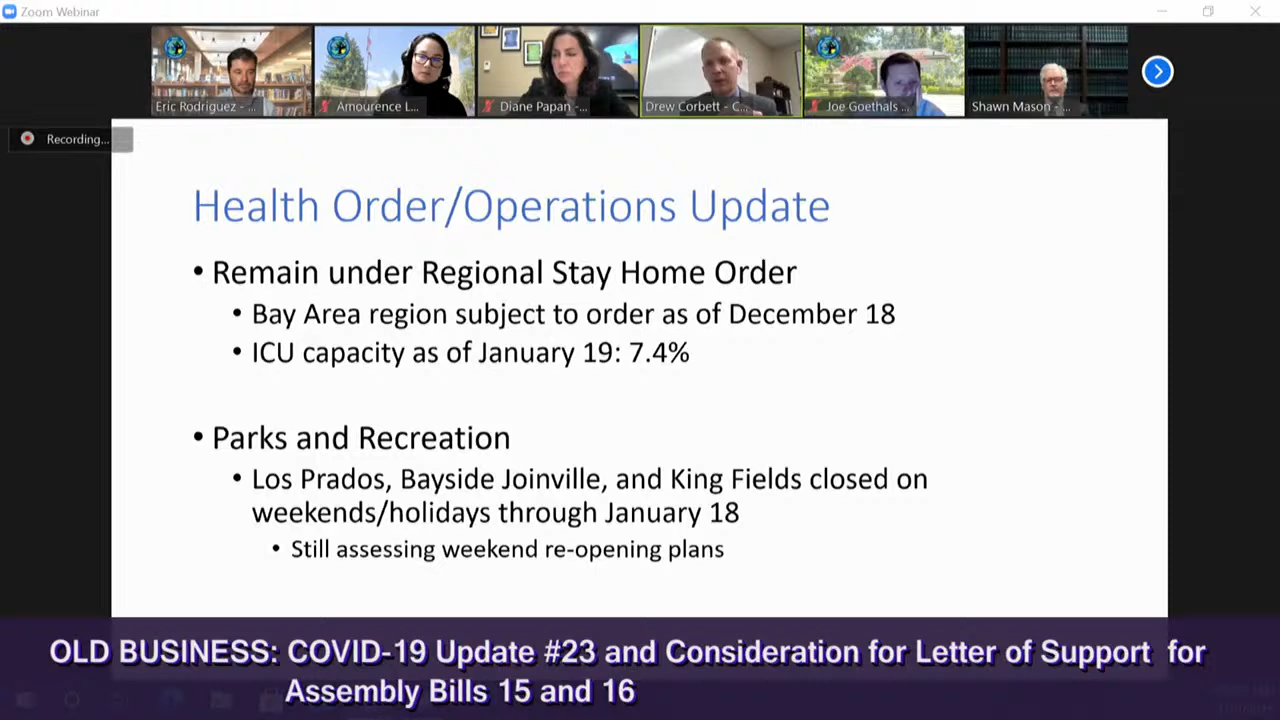 Zoom Webinar
Eric Rodriguez - ...
Amourence L...
Diane Papan -...
Drew Corbett - C...
Joe Goethals ...
Shawn Mason - ...
Recording...
Health Order/Operations Update
• Remain under Regional Stay Home Order
• Bay Area region subject to order as of December 18
• ICU capacity as of January 19: 7.4%
• Parks and Recreation
• Los Prados, Bayside Joinville, and King Fields closed on
weekends/holidays through January 18
• Still assessing weekend re-opening plans
OLD BUSINESS: COVID-19 Update #23 and Consideration for Letter of Support for
Assembly Bills 15 and 16